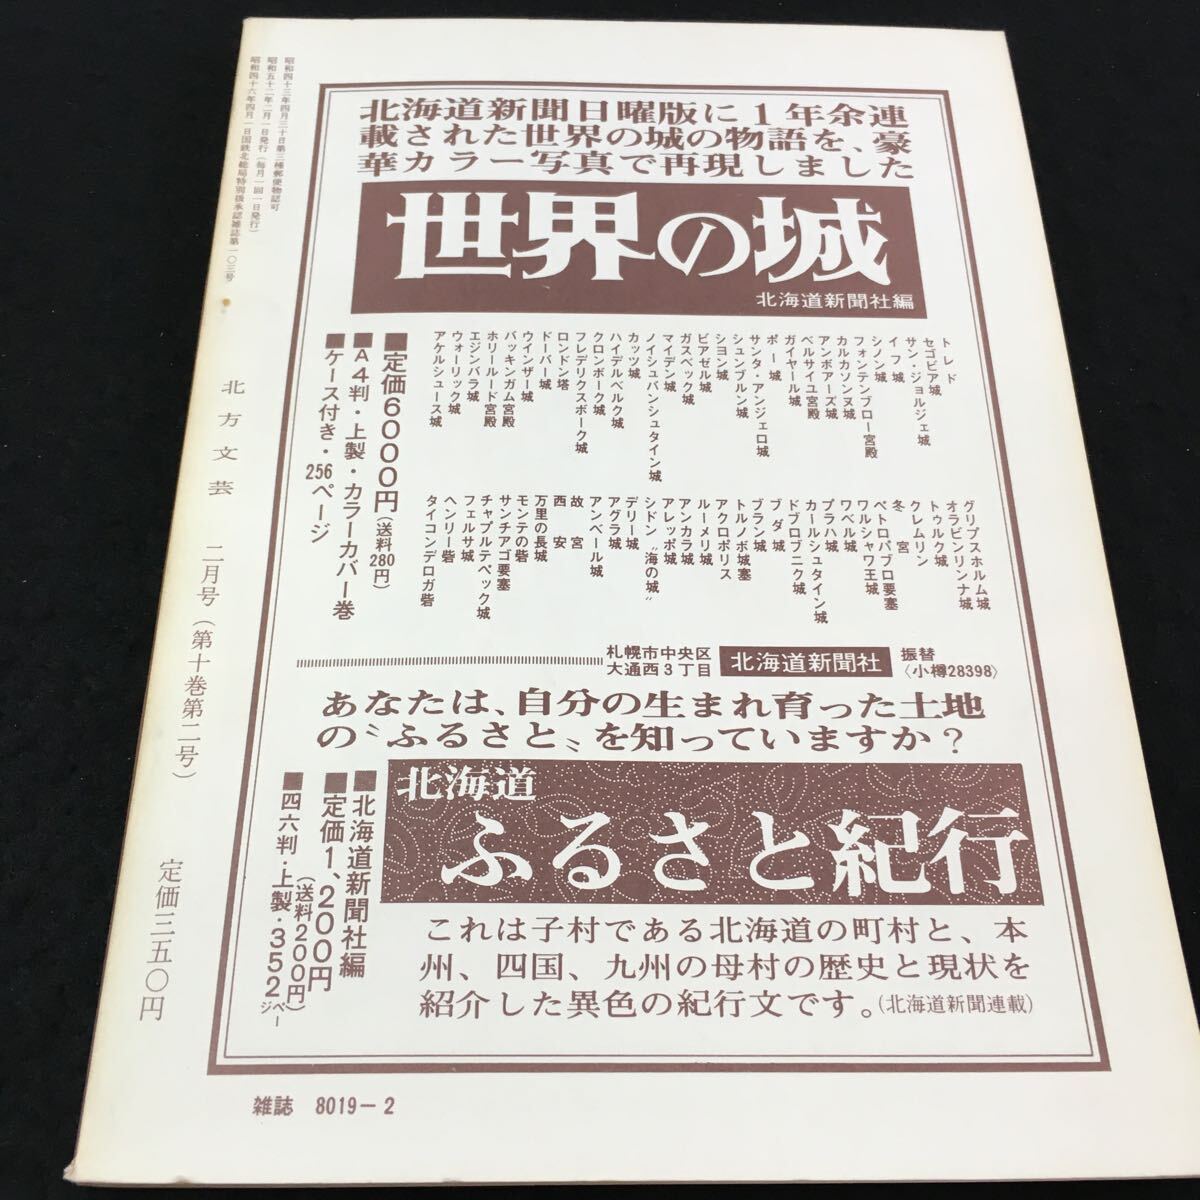 昭和四十三年四月三十日第三種郵便物認可
昭和五十二年二月一日発行（毎月一回一日発行）
昭和四十六年四月一日国鉄北総局特別扱承認雑誌第一〇三号
北方文芸　二月号（第十巻第二号）　定価三五〇円
北海道新聞日曜版に1年余連
載された世界の城の物語を、豪
華カラー写真で再現しました
世界の城
北海道新聞社編
トレド
セゴビア城
サン・ジョルジェ城
イフ城
シノン城
フォンテンブロー宮殿
カルカソンヌ城
アンボアーズ城
ベルサイユ宮殿
ガイヤール城
ポー城
サンタ・アンジェロ城
シュンブルン城
シヨン城
ビアゼル城
ガスベック城
マイデン城
ノイシュバンシュタイン城
カッツ城
ハイデルベルク城
クロンボーク城
フレデリクスボーク城
ロンドン塔
ドーバー城
ウインザー城
バッキンガム宮殿
ホリールード宮殿
エジンバラ城
ウォーリック城
アケルシュース城
グリプスホルム城
オラビンリンナ城
トゥルク城
クレムリン
冬宮
ペトロパブロ要塞
ワルシャワ王城
ワベル城
プラハ城
カールシュタイン城
ドブロブニク城
ブダ城
ブラン城
トルノボ城塞
アクロポリス
ルーメリ城
アンカラ城
アレッポ城
シドン〝海の城〟
デリー城
アグラ城
アンベール城
故宮
西安
万里の長城
モンテの砦
サンチアゴ要塞
チャプルテペック城
フェルサ城
ヘンリー砦
タイコンデロガ砦
■定価6000円（送料280円）
■A4判・上製・カラーカバー巻
■ケース付き・256ページ
札幌市中央区
大通西3丁目
北海道新聞社
振替
〈小樽28398〉
あなたは、自分の生まれ育った土地
の〝ふるさと〟を知っていますか？
北海道
ふるさと紀行
■北海道新聞社編
■定価1、200円
（送料200円）
■四六判・上製・352ページ
これは子村である北海道の町村と、本
州、四国、九州の母村の歴史と現状を
紹介した異色の紀行文です。（北海道新聞連載）
雑誌　8019－2